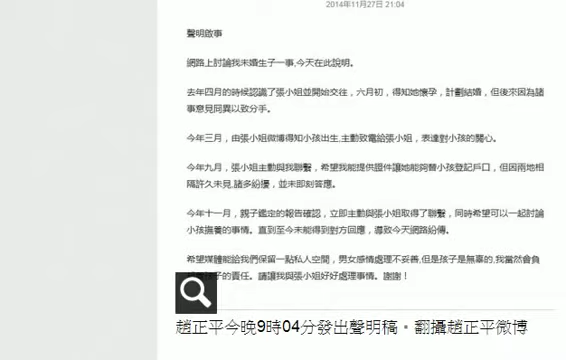 2014年11月27日 21:04
聲明啟事
網路上討論我未婚生子一事,今天在此說明。
去年四月的時候認識了張小姐並開始交往，六月初，得知她懷孕，計劃結婚，但後來因為諸
事意見囘異以致分手。
今年三月，由張小姐微博得知小孩出生,主動致電給張小姐，表達對小孩的關心。
今年九月，張小姐主動與我聯繫，希望我能提供證件讓她能夠替小孩登記戶口，但因兩地相
隔許久未見,諸多紛擾，並未即刻答應。
今年十一月，親子鑑定的報告確認，立即主動與張小姐取得了聯繫，同時希望可以一起討論
小孩撫養的事情。直到至今未能得到對方回應，導致今天網路紛傳。
希望媒體能給我們保留一點私人空間，男女感情處理不妥善,但是孩子是無辜的,我當然會負
子的責任。請讓我與張小姐好好處理事情。謝謝！
趙正平今晚9時04分發出聲明稿。翻攝趙正平微博